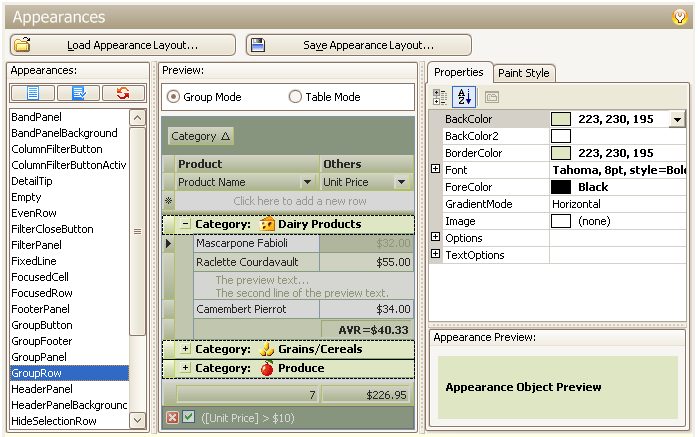 Appearances
Load Appearance Layout...
Save Appearance Layout...
Appearances:
BandPanel
BandPanelBackground
ColumnFilterButton
ColumnFilterButtonActiv
DetailTip
Empty
EvenRow
FilterCloseButton
FilterPanel
FixedLine
FocusedCell
FocusedRow
FooterPanel
GroupButton
GroupFooter
GroupPanel
GroupRow
HeaderPanel
HeaderPanelBackground
HideSelectionRow
Preview:
Group Mode Table Mode
Category
Product Others
Product Name Unit Price
Click here to add a new row
Category: Dairy Products
Mascarpone Fabioli $32.00
Raclette Courdavault $55.00
The preview text...
The second line of the preview text.
Camembert Pierrot $34.00
AVR=$40.33
Category: Grains/Cereals
Category: Produce
7 $226.95
([Unit Price] > $10)
Properties Paint Style
BackColor 223, 230, 195
BackColor2
BorderColor 223, 230, 195
Font Tahoma, 8pt, style=Bold
ForeColor Black
GradientMode Horizontal
Image (none)
Options
TextOptions
Appearance Preview:
Appearance Object Preview